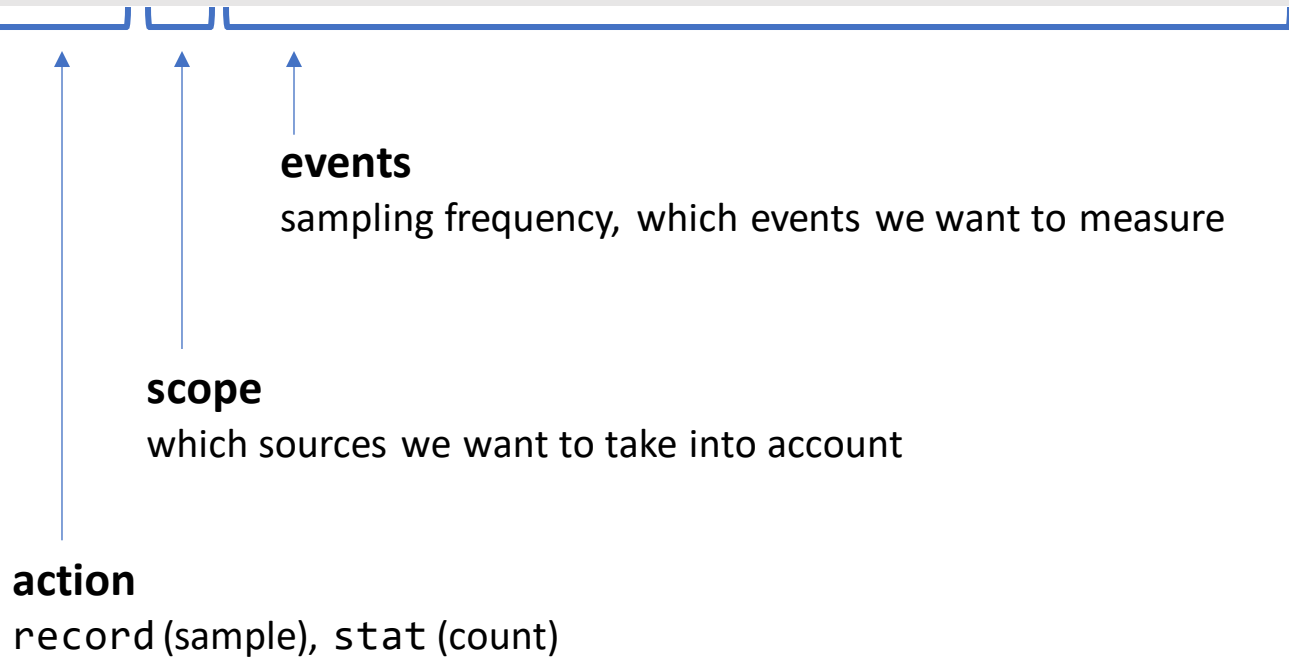 events
sampling frequency, which events we want to measure
scope
which sources we want to take into account
action
record (sample), stat (count)